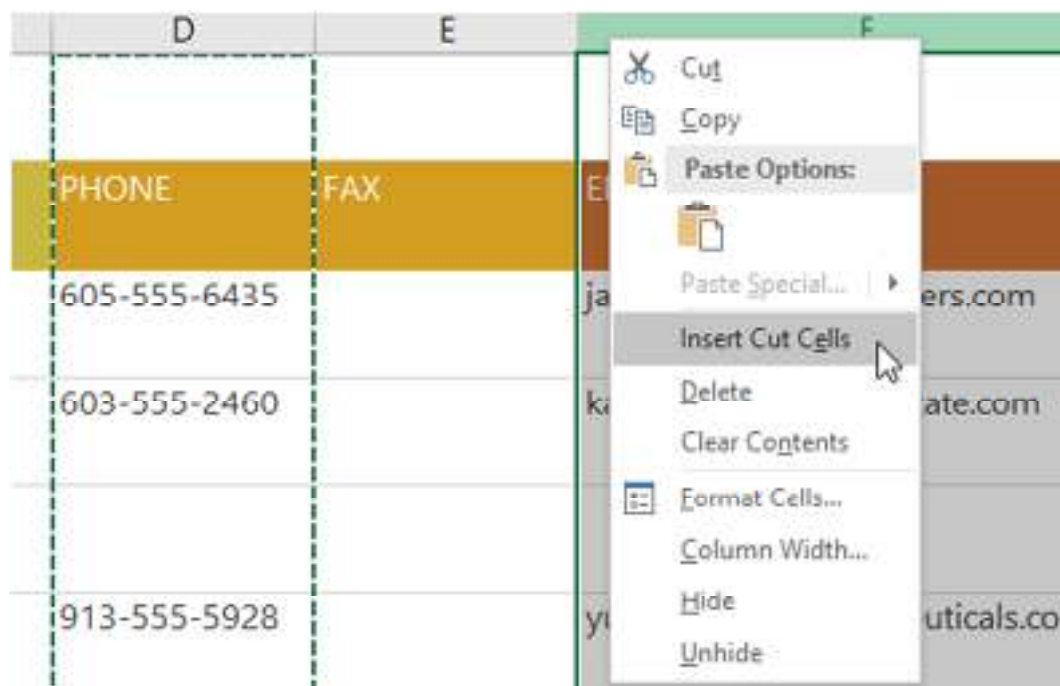 D E F
Cut
Copy
Paste Options:
PHONE FAX
605-555-6435 ers.com
Paste Special...
Insert Cut Cells
603-555-2460 ate.com
Delete
Clear Contents
Format Cells...
Column Width...
Hide
913-555-5928 uticals.co
Unhide